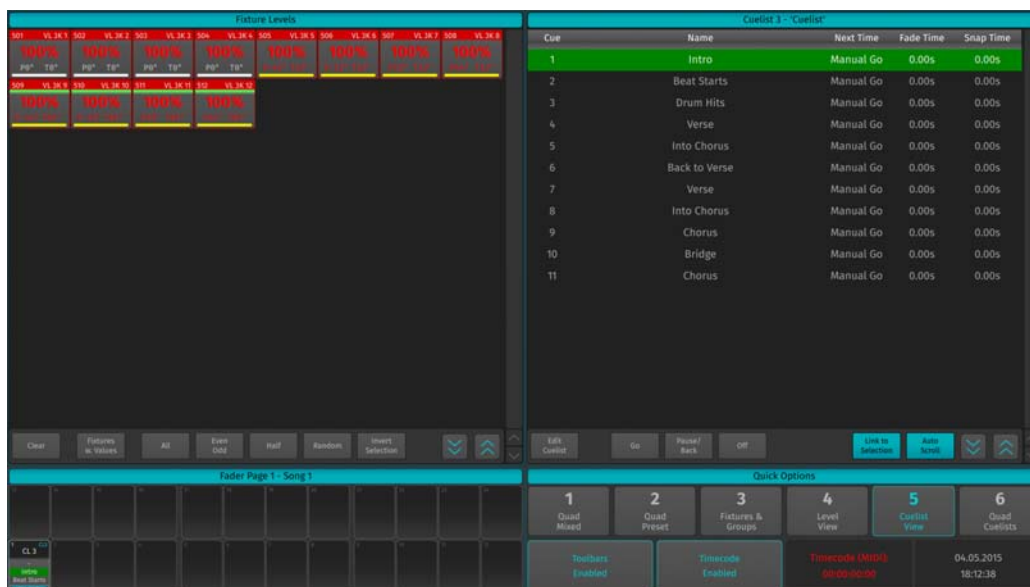 Fixture Levels
501 VL 3K 1 502 VL 3K 2 503 VL 3K 3 504 VL 3K 4 505 VL 3K 5 506 VL 3K 6 507 VL 3K 7 508 VL 3K 8
100% 100% 100% 100% 100% 100% 100% 100%
P0° T0° P0° T0° P0° T0° P0° T0°
509 VL 3K 9 510 VL 3K 10 511 VL 3K 11 512 VL 3K 12
100% 100% 100% 100%
Clear
Fixtures
w. Values
All
Even
Odd
Half
Random
Invert
Selection
Cuelist 3 - 'Cuelist'
Cue Name Next Time Fade Time Snap Time
1 Intro Manual Go 0.00s 0.00s
2 Beat Starts Manual Go 0.00s 0.00s
3 Drum Hits Manual Go 0.00s 0.00s
4 Verse Manual Go 0.00s 0.00s
5 Into Chorus Manual Go 0.00s 0.00s
6 Back to Verse Manual Go 0.00s 0.00s
7 Verse Manual Go 0.00s 0.00s
8 Into Chorus Manual Go 0.00s 0.00s
9 Chorus Manual Go 0.00s 0.00s
10 Bridge Manual Go 0.00s 0.00s
11 Chorus Manual Go 0.00s 0.00s
Edit
Cuelist
Go
Pause/
Back
Off
Link to
Selection
Auto
Scroll
Fader Page 1 - Song 1
CL 3
Intro
Beat Starts
Quick Options
1
Quad
Mixed
2
Quad
Preset
3
Fixtures &
Groups
4
Level
View
5
Cuelist
View
6
Quad
Cuelists
Toolbars
Enabled
Timecode
Enabled
Timecode (MIDI)
00:00:00:00
04.05.2015
18:12:38